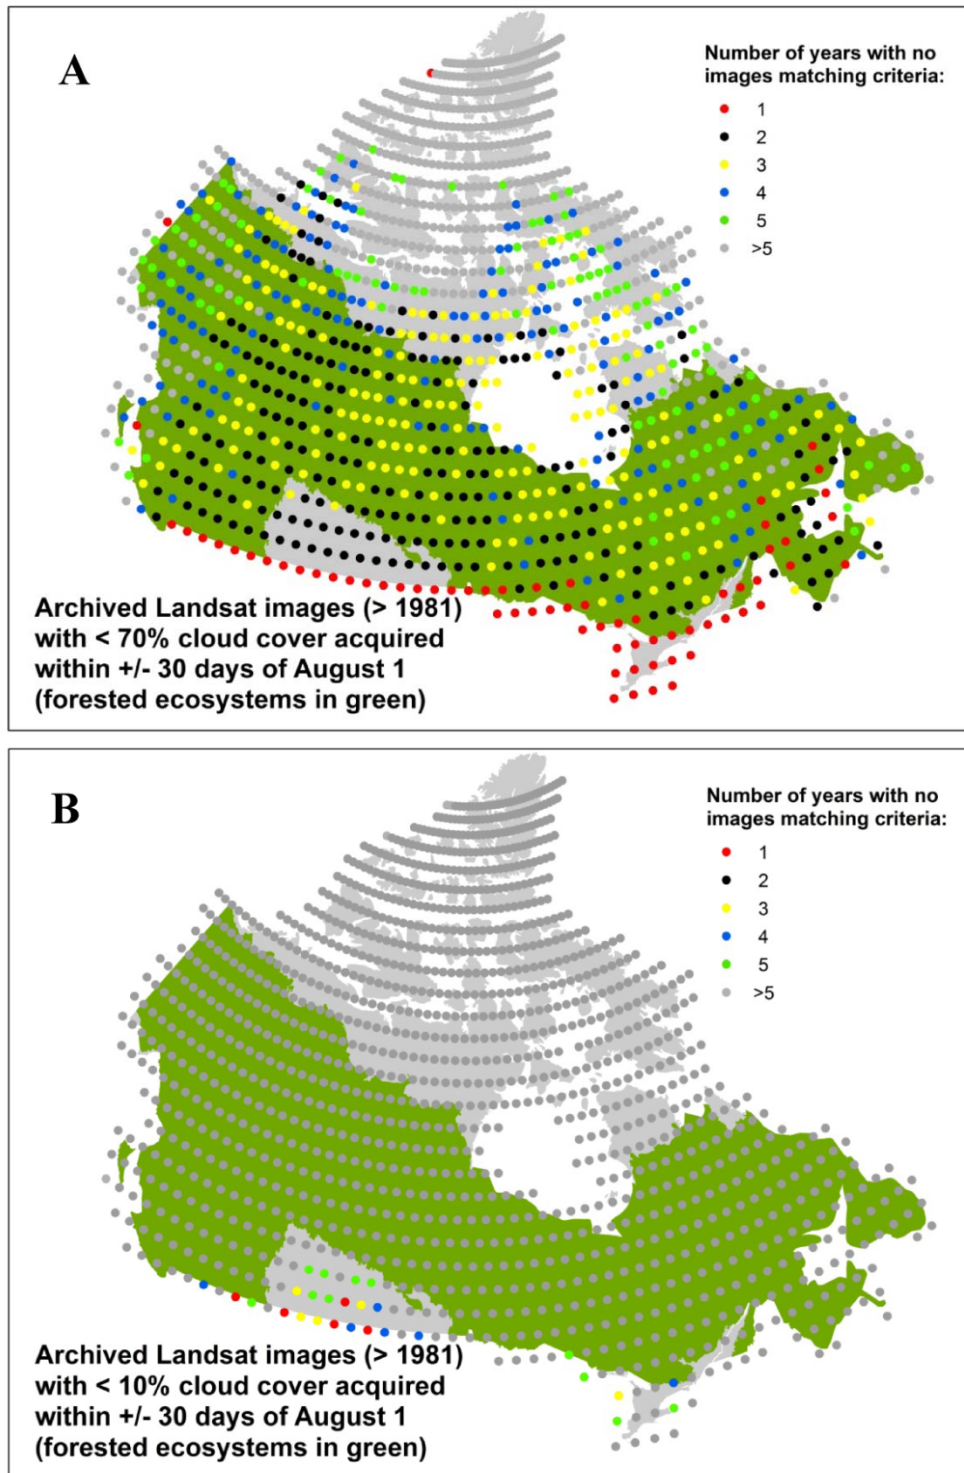 A
Number of years with no
images matching criteria:
1
2
3
4
5
>5
Archived Landsat images (> 1981)
with < 70% cloud cover acquired
within +/- 30 days of August 1
(forested ecosystems in green)
B
Number of years with no
images matching criteria:
1
2
3
4
5
>5
Archived Landsat images (> 1981)
with < 10% cloud cover acquired
within +/- 30 days of August 1
(forested ecosystems in green)